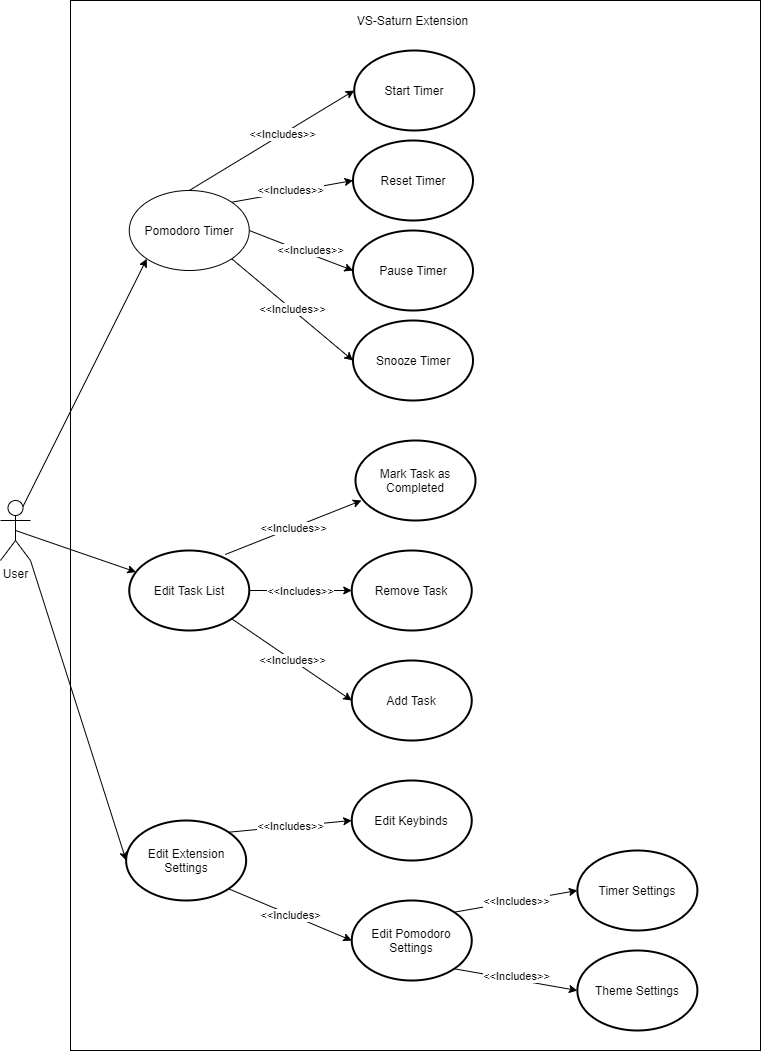 VS-Saturn Extension
Start Timer
<<Includes>>
Reset Timer
<<Includes>>
Pomodoro Timer
<<Includes>>
Pause Timer
<<Includes>>
Snooze Timer
Mark Task as
Completed
<<Includes>>
User
Edit Task List
<<Includes>>
Remove Task
<<Includes>>
Add Task
Edit Keybinds
<<Includes>>
Edit Extension
Settings
<<Includes>
Edit Pomodoro
Settings
<<Includes>>
Timer Settings
<<Includes>>
Theme Settings